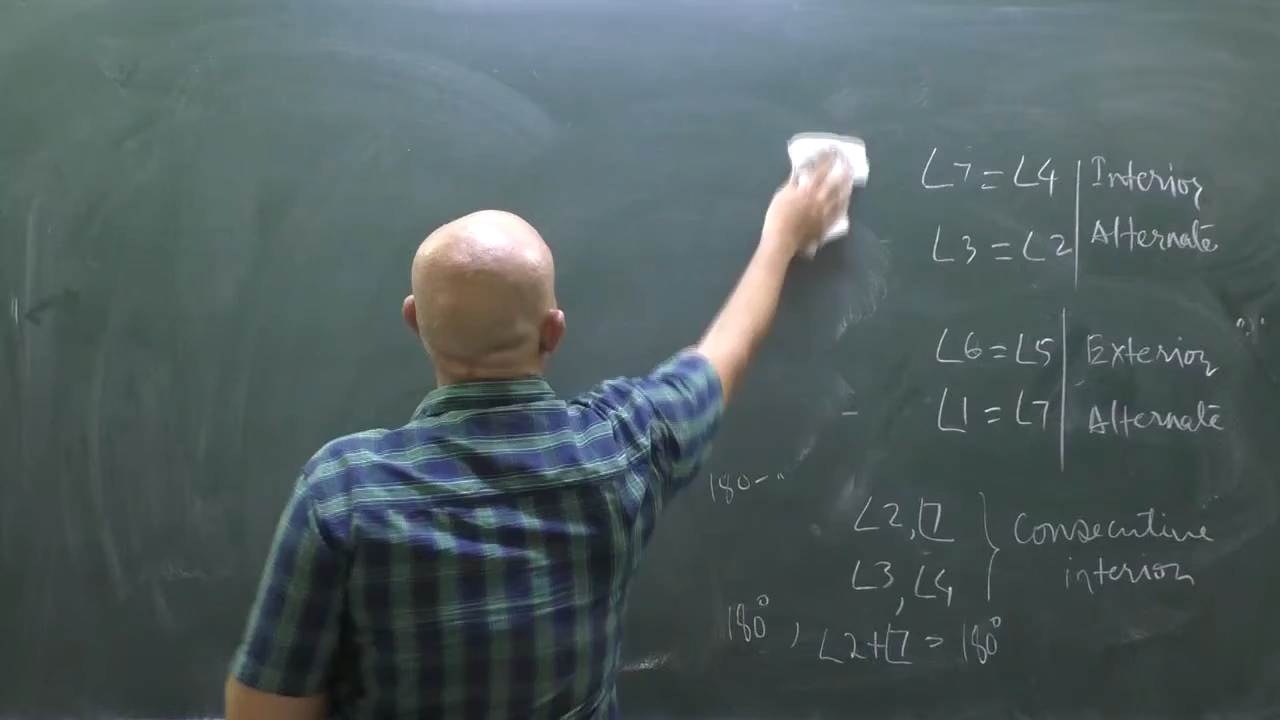 ∠7 = ∠4 | Interior
∠3 = ∠2 | Alternate
∠6 = ∠5 | Exterior
∠1 = ∠7 | Alternate
180 -
∠2, ∠7 } Consecutive
∠3, ∠4 interior
180°, ∠2+∠7 = 180°